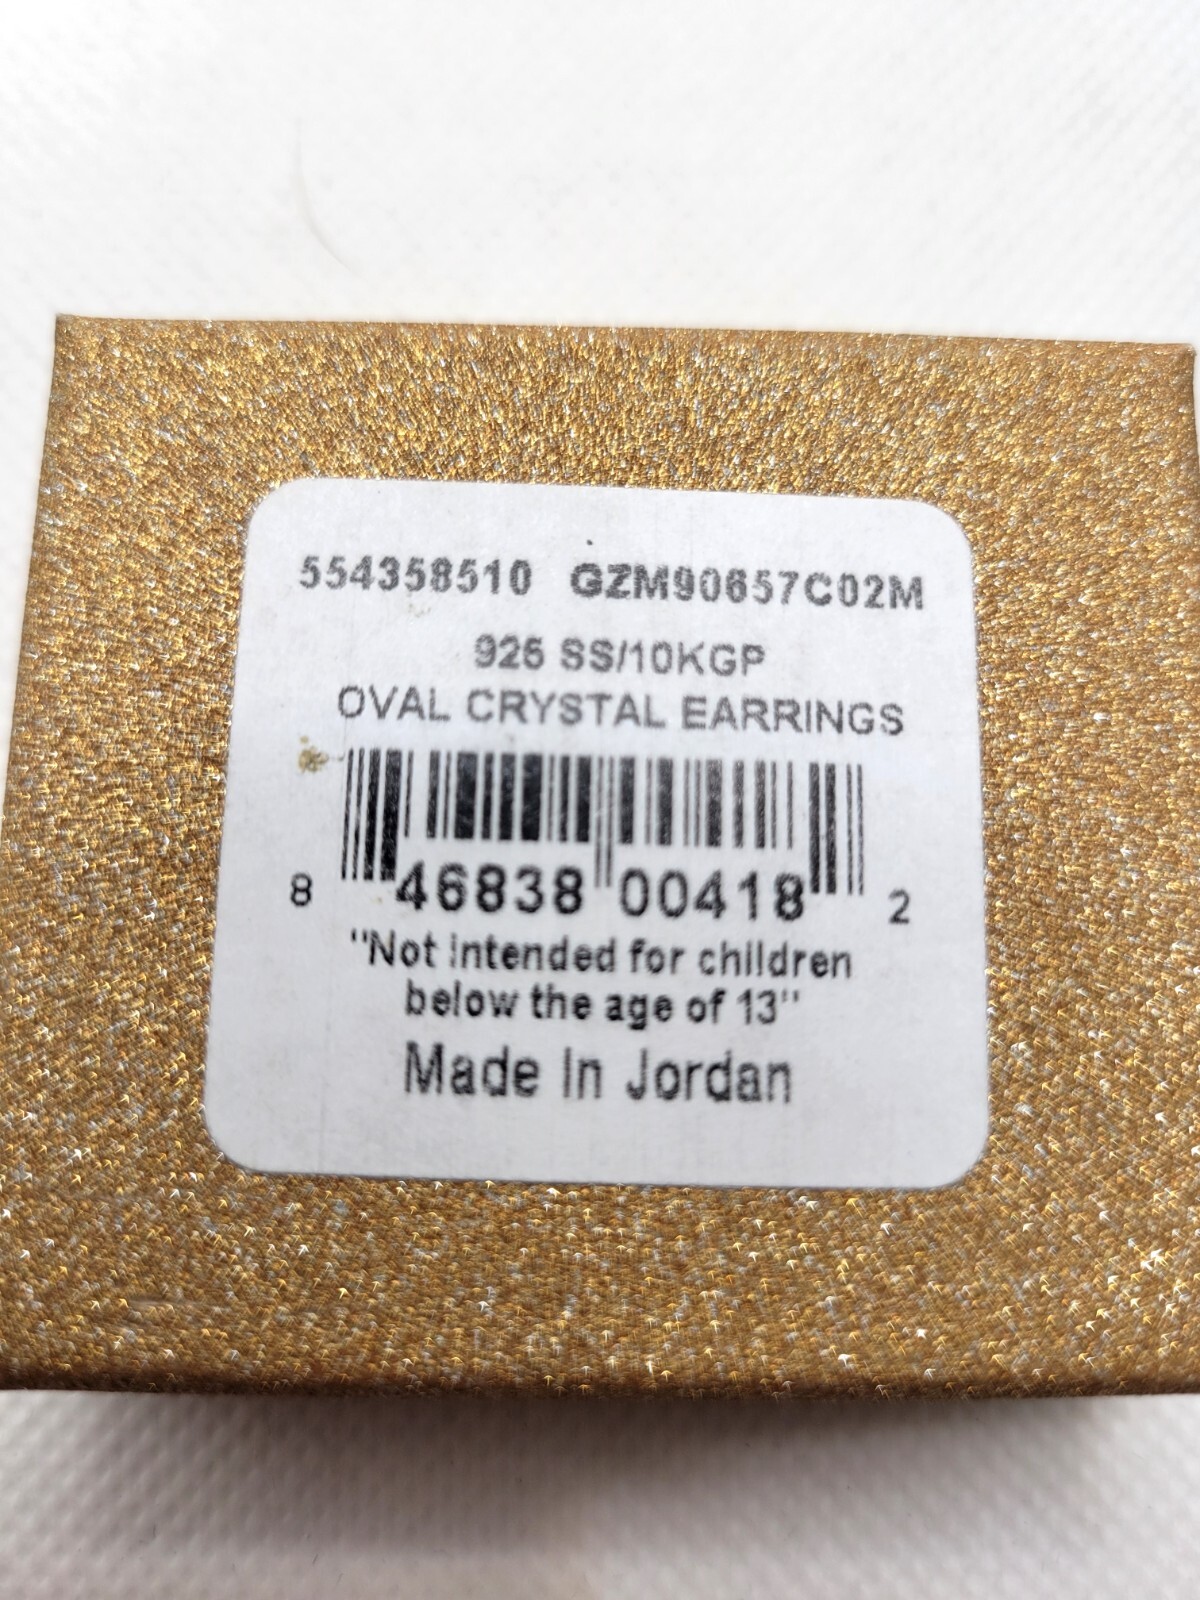 554358510 GZM90657C02M
925 SS/10KGP
OVAL CRYSTAL EARRINGS
8 46838 00418 2
"Not intended for children
below the age of 13"
Made In Jordan